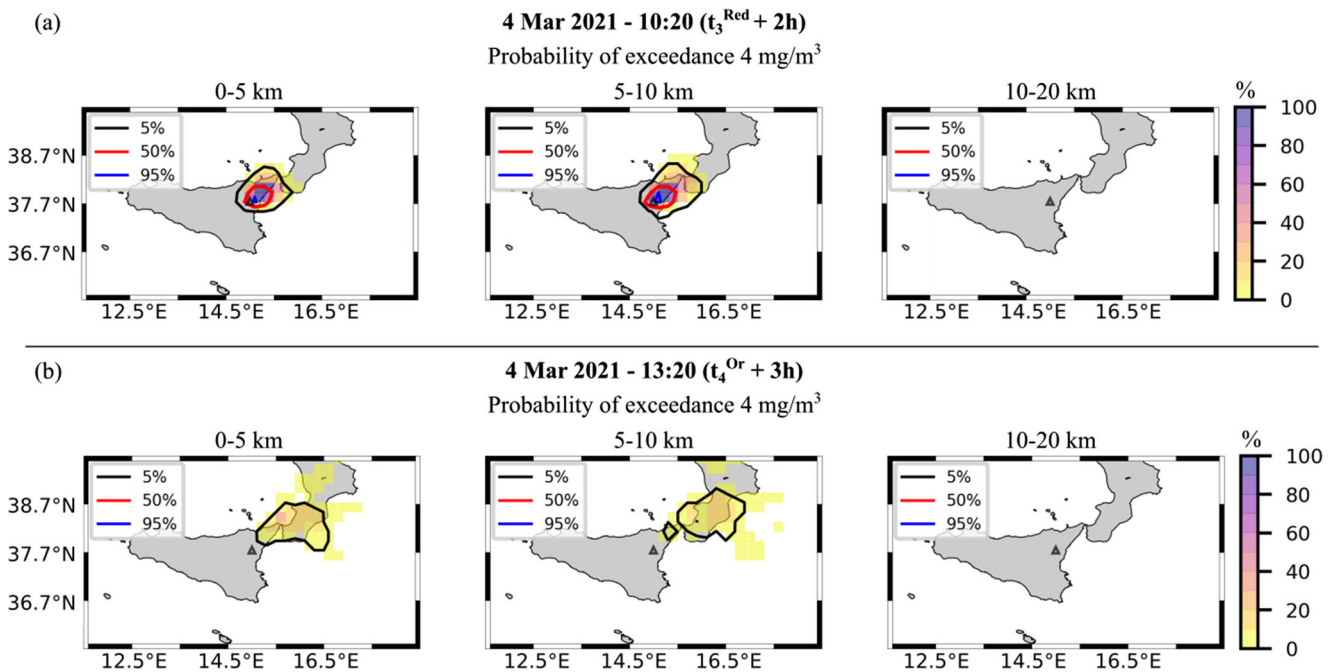 (a)
4 Mar 2021 - 10:20 (t₃ᴿᵉᵈ + 2h)
Probability of exceedance 4 mg/m³
0-5 km
5-10 km
10-20 km
%
5%
50%
95%
5%
50%
95%
5%
50%
95%
38.7°N
37.7°N
36.7°N
12.5°E 14.5°E 16.5°E
12.5°E 14.5°E 16.5°E
12.5°E 14.5°E 16.5°E
100
80
60
40
20
0
(b)
4 Mar 2021 - 13:20 (t₄ᴼʳ + 3h)
Probability of exceedance 4 mg/m³
0-5 km
5-10 km
10-20 km
%
5%
50%
95%
5%
50%
95%
5%
50%
95%
38.7°N
37.7°N
36.7°N
12.5°E 14.5°E 16.5°E
12.5°E 14.5°E 16.5°E
12.5°E 14.5°E 16.5°E
100
80
60
40
20
0